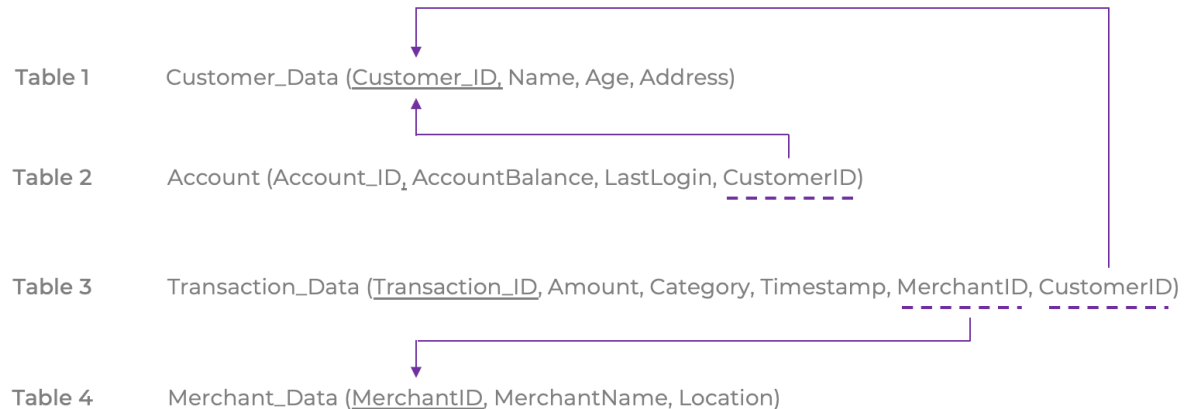 Table 1 Customer_Data (Customer_ID, Name, Age, Address)
Table 2 Account (Account_ID, AccountBalance, LastLogin, CustomerID)
Table 3 Transaction_Data (Transaction_ID, Amount, Category, Timestamp, MerchantID, CustomerID)
Table 4 Merchant_Data (MerchantID, MerchantName, Location)